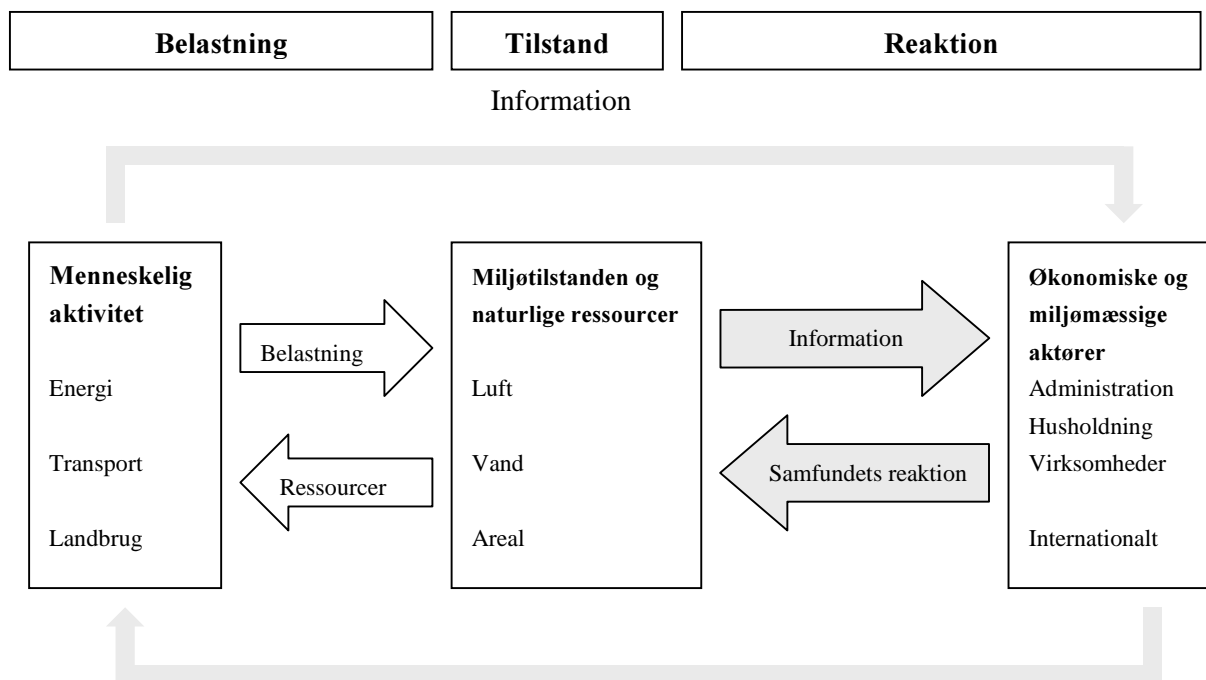 Belastning
Tilstand
Reaktion
Information
Menneskelig
aktivitet
Energi
Transport
Landbrug
Belastning
Ressourcer
Miljøtilstanden og
naturlige ressourcer
Luft
Vand
Areal
Information
Samfundets reaktion
Økonomiske og
miljømæssige
aktører
Administration
Husholdning
Virksomheder
Internationalt